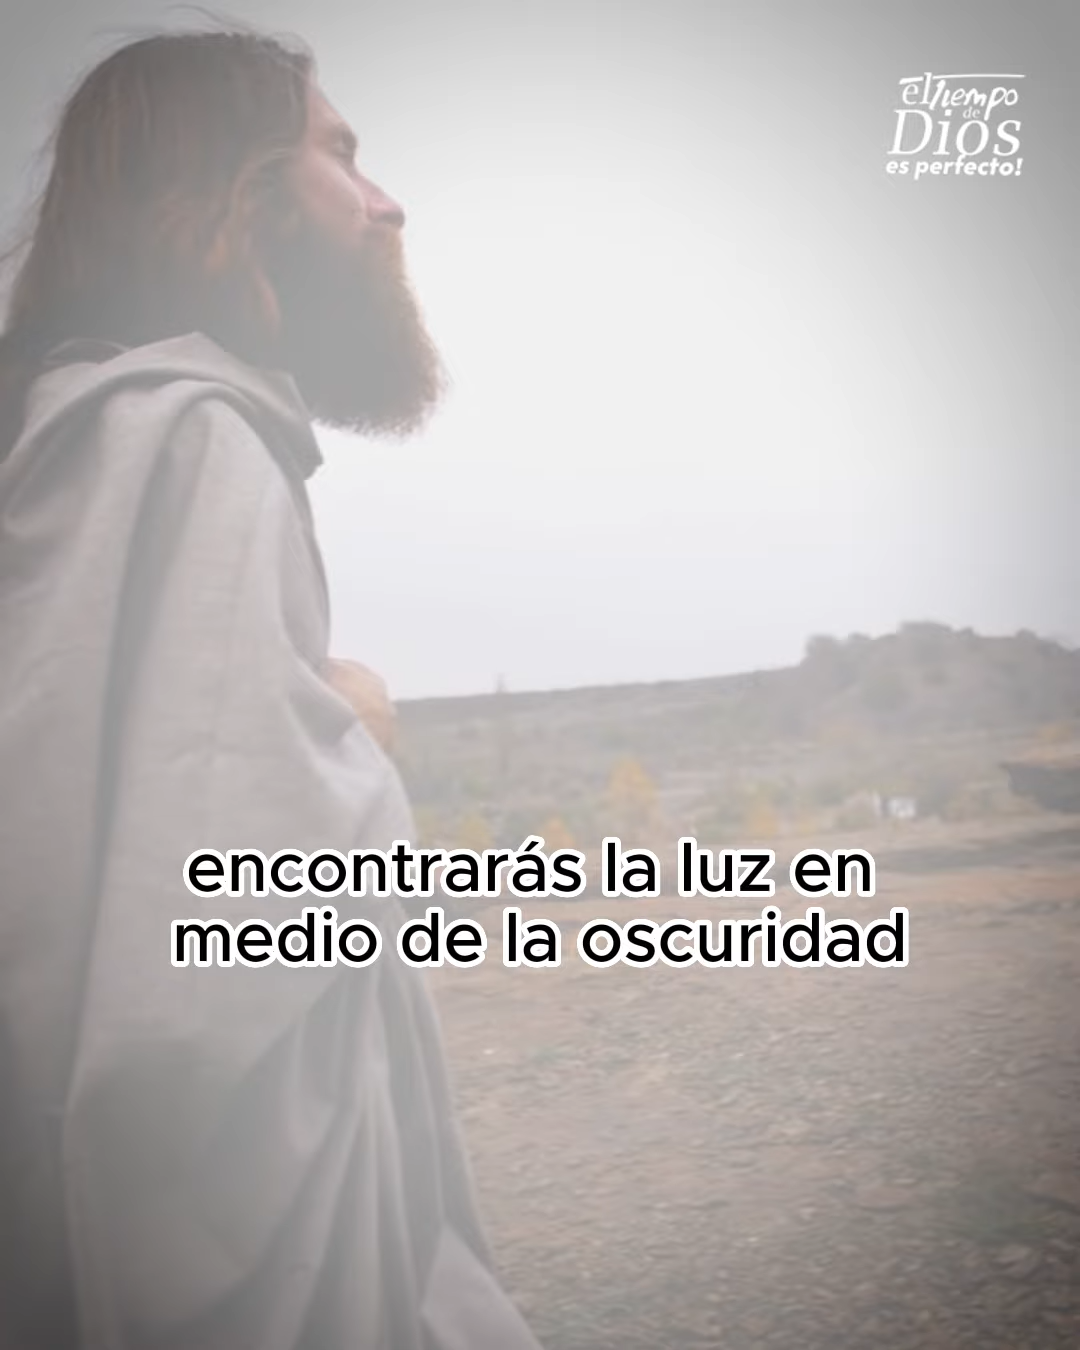 el tiempo
de
Dios
es perfecto!
encontrarás la luz en
medio de la oscuridad